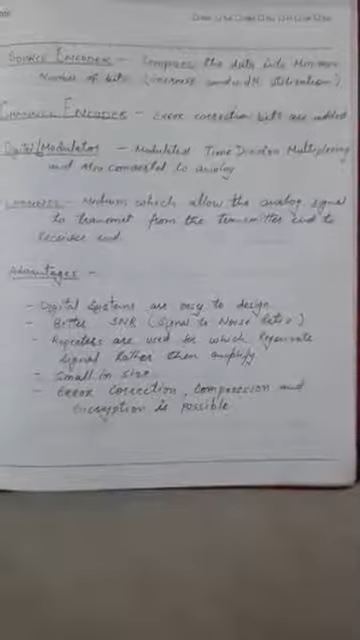 SOURCE ENCODER - Compress the data into Minimum
Number of bits (increases bandwidth utilization)
CHANNEL ENCODER - Error correction bits are added
Digital/Modulator - Modulated Time Division Multiplexing
and also converted to analog
CHANNEL - Medium which allow the analog signal
to transmit from the transmitter end to
Receiver end.
Advantages -
- Digital Systems are easy to design
- Better SNR (Signal to Noise Ratio)
- Repeaters are used for which Regenerate
Signal Rather then amplify
- Small in size
- Error Correction, Compression and
Encryption is possible